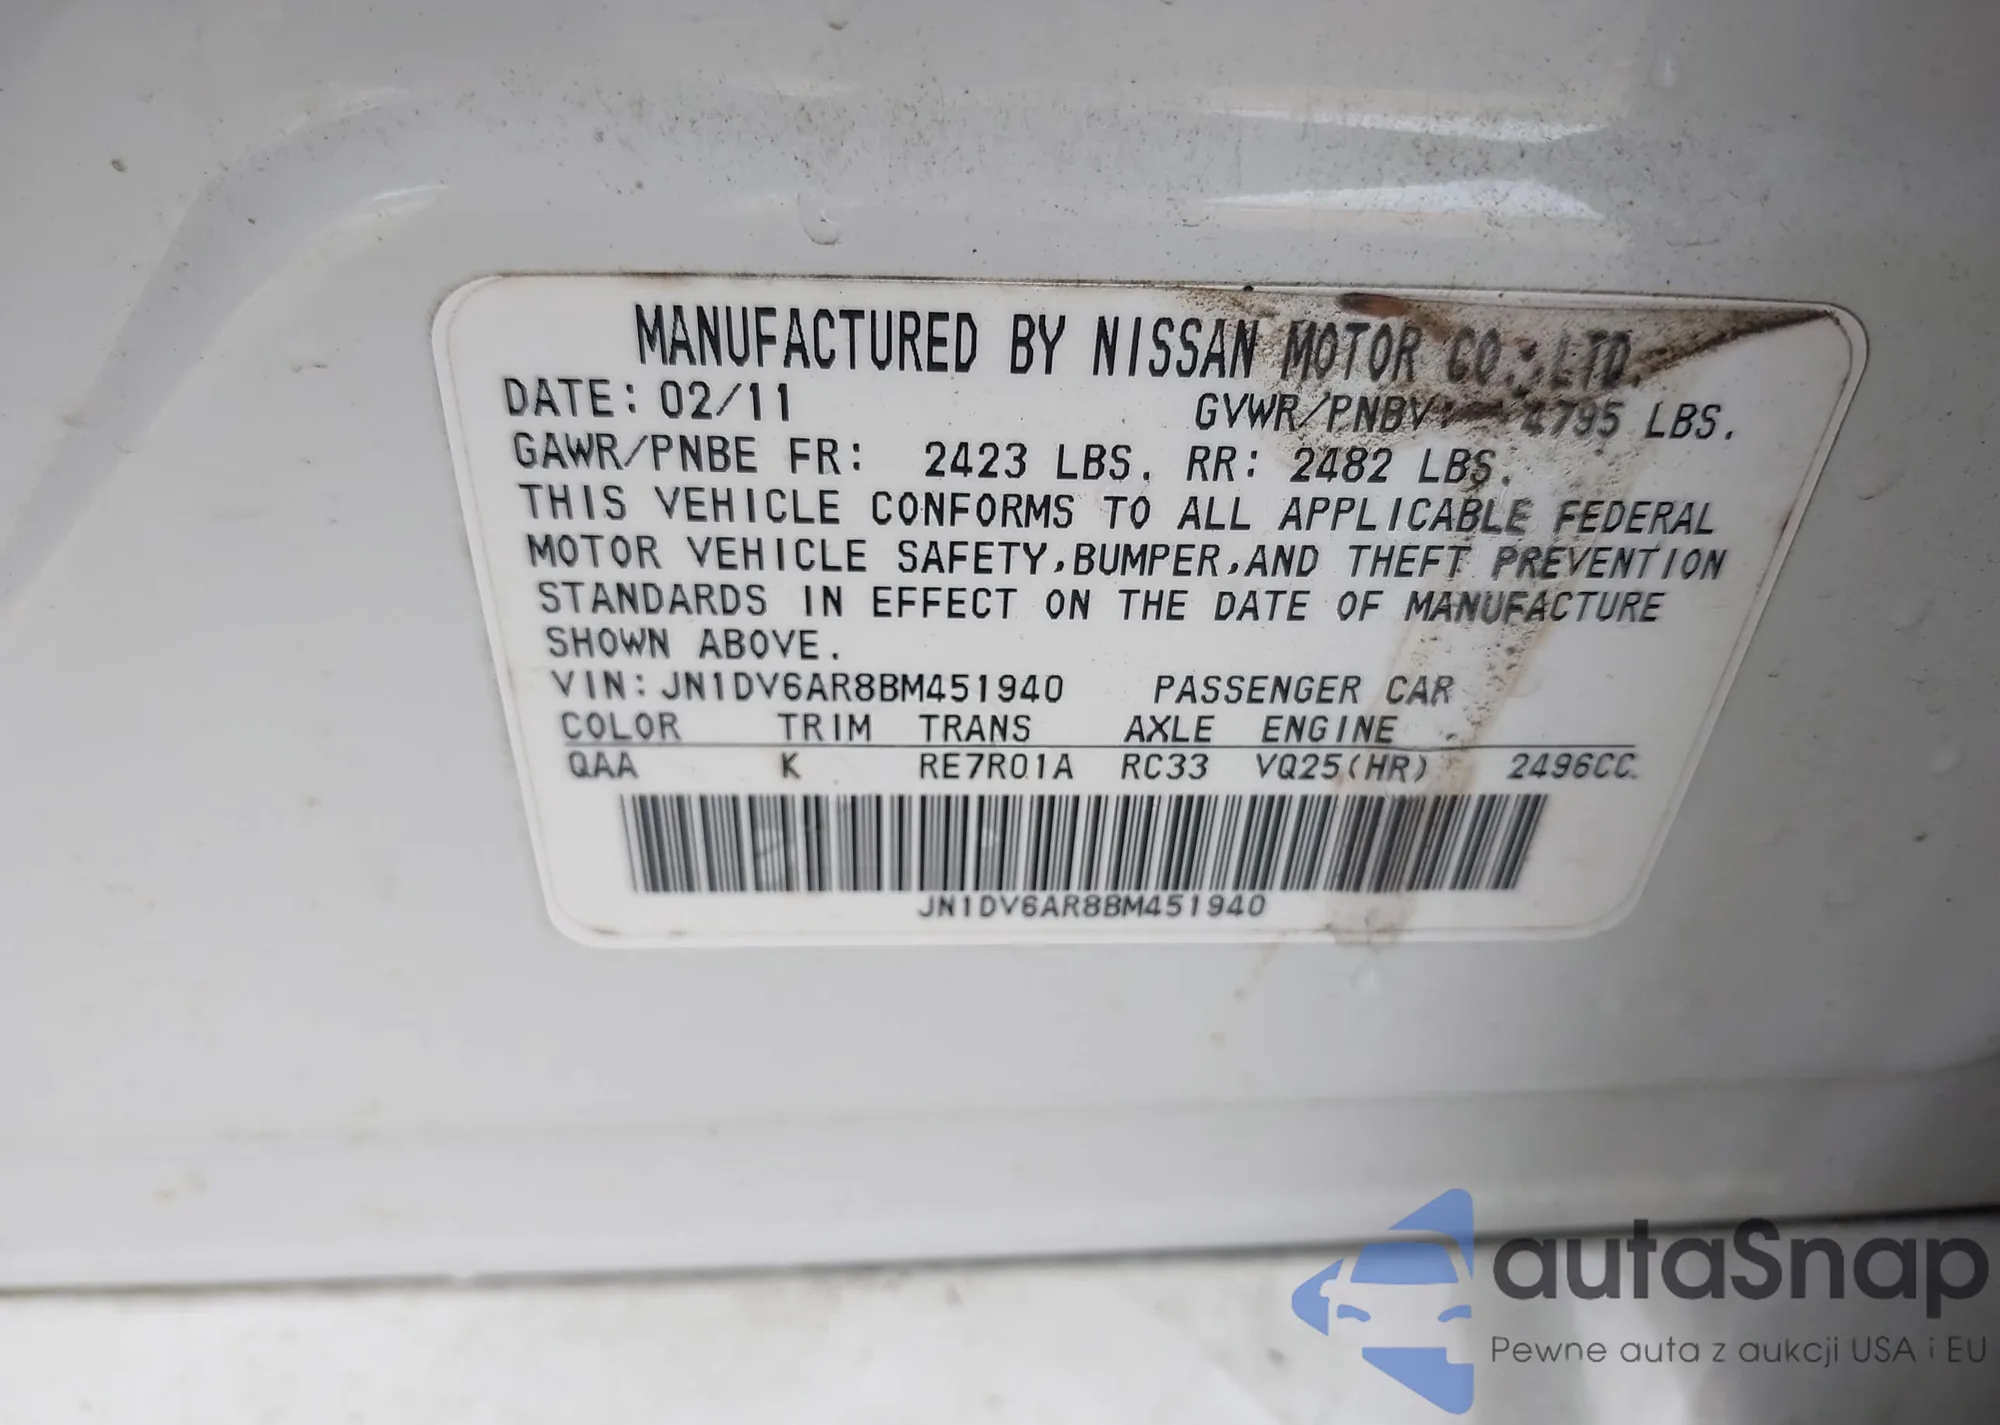 MANUFACTURED BY NISSAN MOTOR CO.,LTD.
DATE: 02/11 GVWR/PNBV: 4795 LBS.
GAWR/PNBE FR: 2423 LBS. RR: 2482 LBS.
THIS VEHICLE CONFORMS TO ALL APPLICABLE FEDERAL
MOTOR VEHICLE SAFETY,BUMPER,AND THEFT PREVENTION
STANDARDS IN EFFECT ON THE DATE OF MANUFACTURE
SHOWN ABOVE.
VIN:JN1DV6AR8BM451940 PASSENGER CAR
COLOR TRIM TRANS AXLE ENGINE
QAA K RE7R01A RC33 VQ25(HR) 2496CC
JN1DV6AR8BM451940
autaSnap
Pewne auta z aukcji USA i EU